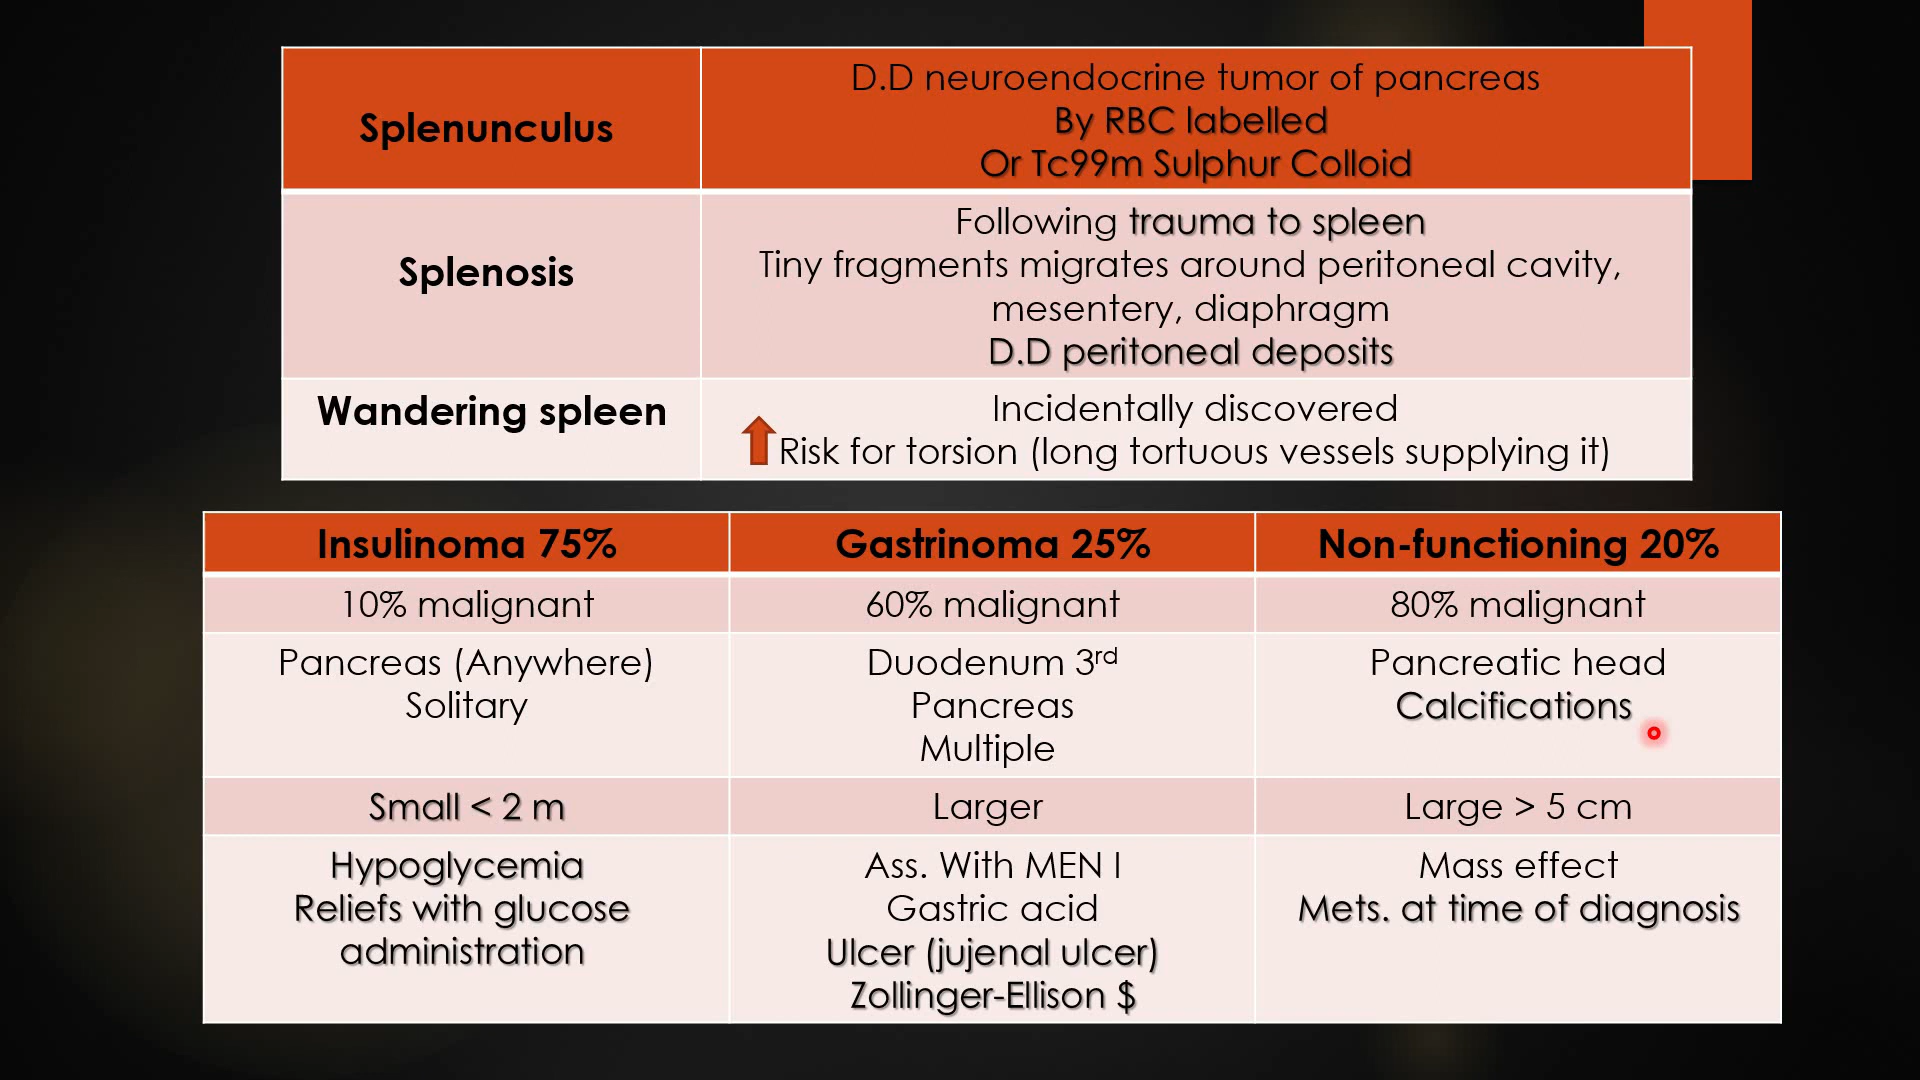 Splenunculus
D.D neuroendocrine tumor of pancreas
By RBC labelled
Or Tc99m Sulphur Colloid
Splenosis
Following trauma to spleen
Tiny fragments migrates around peritoneal cavity,
mesentery, diaphragm
D.D peritoneal deposits
Wandering spleen
Incidentally discovered
Risk for torsion (long tortuous vessels supplying it)
Insulinoma 75%
Gastrinoma 25%
Non-functioning 20%
10% malignant
60% malignant
80% malignant
Pancreas (Anywhere)
Solitary
Duodenum 3rd
Pancreas
Multiple
Pancreatic head
Calcifications
Small < 2 m
Larger
Large > 5 cm
Hypoglycemia
Reliefs with glucose
administration
Ass. With MEN I
Gastric acid
Ulcer (jujenal ulcer)
Zollinger-Ellison $
Mass effect
Mets. at time of diagnosis